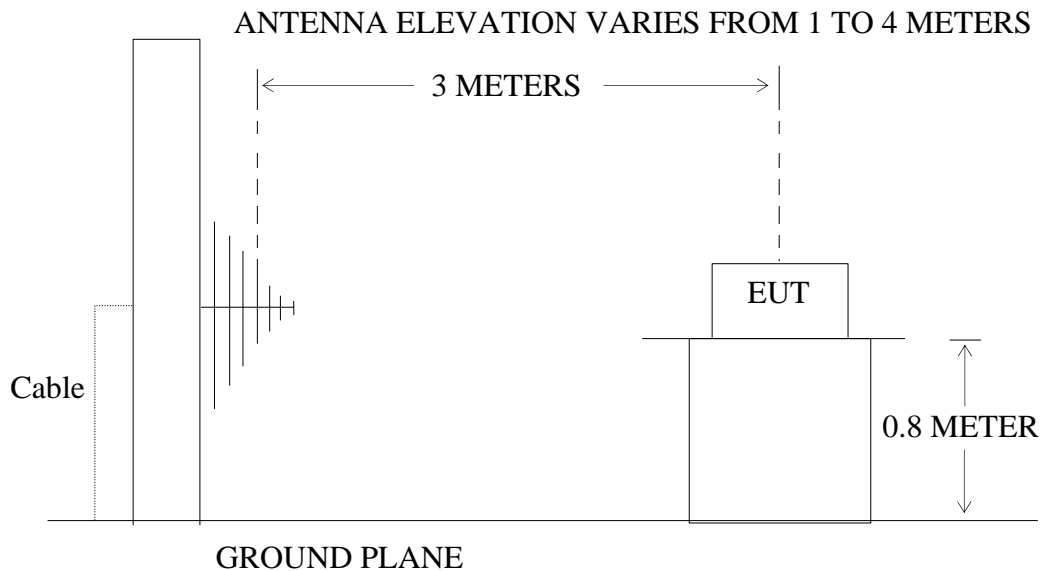 ANTENNA ELEVATION VARIES FROM 1 TO 4 METERS
3 METERS
EUT
Cable
0.8 METER
GROUND PLANE